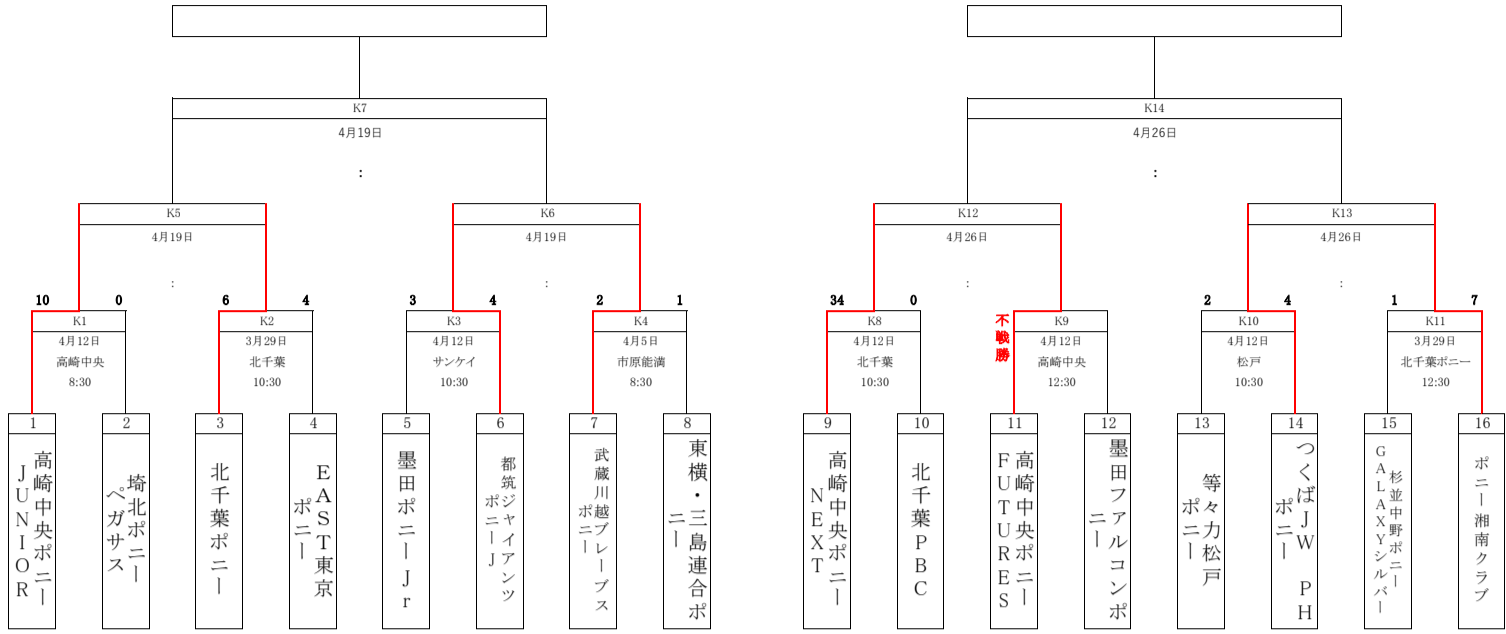 K7
K14
4月19日
4月26日
:
:
K5
K6
K12
K13
4月19日
4月19日
4月26日
4月26日
:
:
:
:
10
0
6
4
3
4
2
1
34
0
2
4
1
7
K1
K2
K3
K4
K8
不戦勝
K9
K10
K11
4月12日
3月29日
4月12日
4月5日
4月12日
4月12日
4月12日
3月29日
高崎中央
北千葉
サンケイ
市原能満
北千葉
高崎中央
松戸
北千葉ポニー
8:30
10:30
10:30
8:30
10:30
12:30
10:30
12:30
1
2
3
4
5
6
7
8
9
10
11
12
13
14
15
16
高崎中央ポニー
JUNIOR
埼北ポニー
ペガサス
北千葉ポニー
EAST東京
ポニー
墨田ポニーJr
都筑ジャイアンツ
ポニーJ
武蔵川越ブレーブス
ポニー
東横・三島連合ポ
ニー
高崎中央ポニー
NEXT
北千葉PBC
高崎中央ポニー
FUTURES
墨田ファルコンポ
ニー
等々力松戸
ポニー
つくばJW PH
ポニー
杉並中野ポニー
GALAXYシルバー
ポニー湘南クラブ